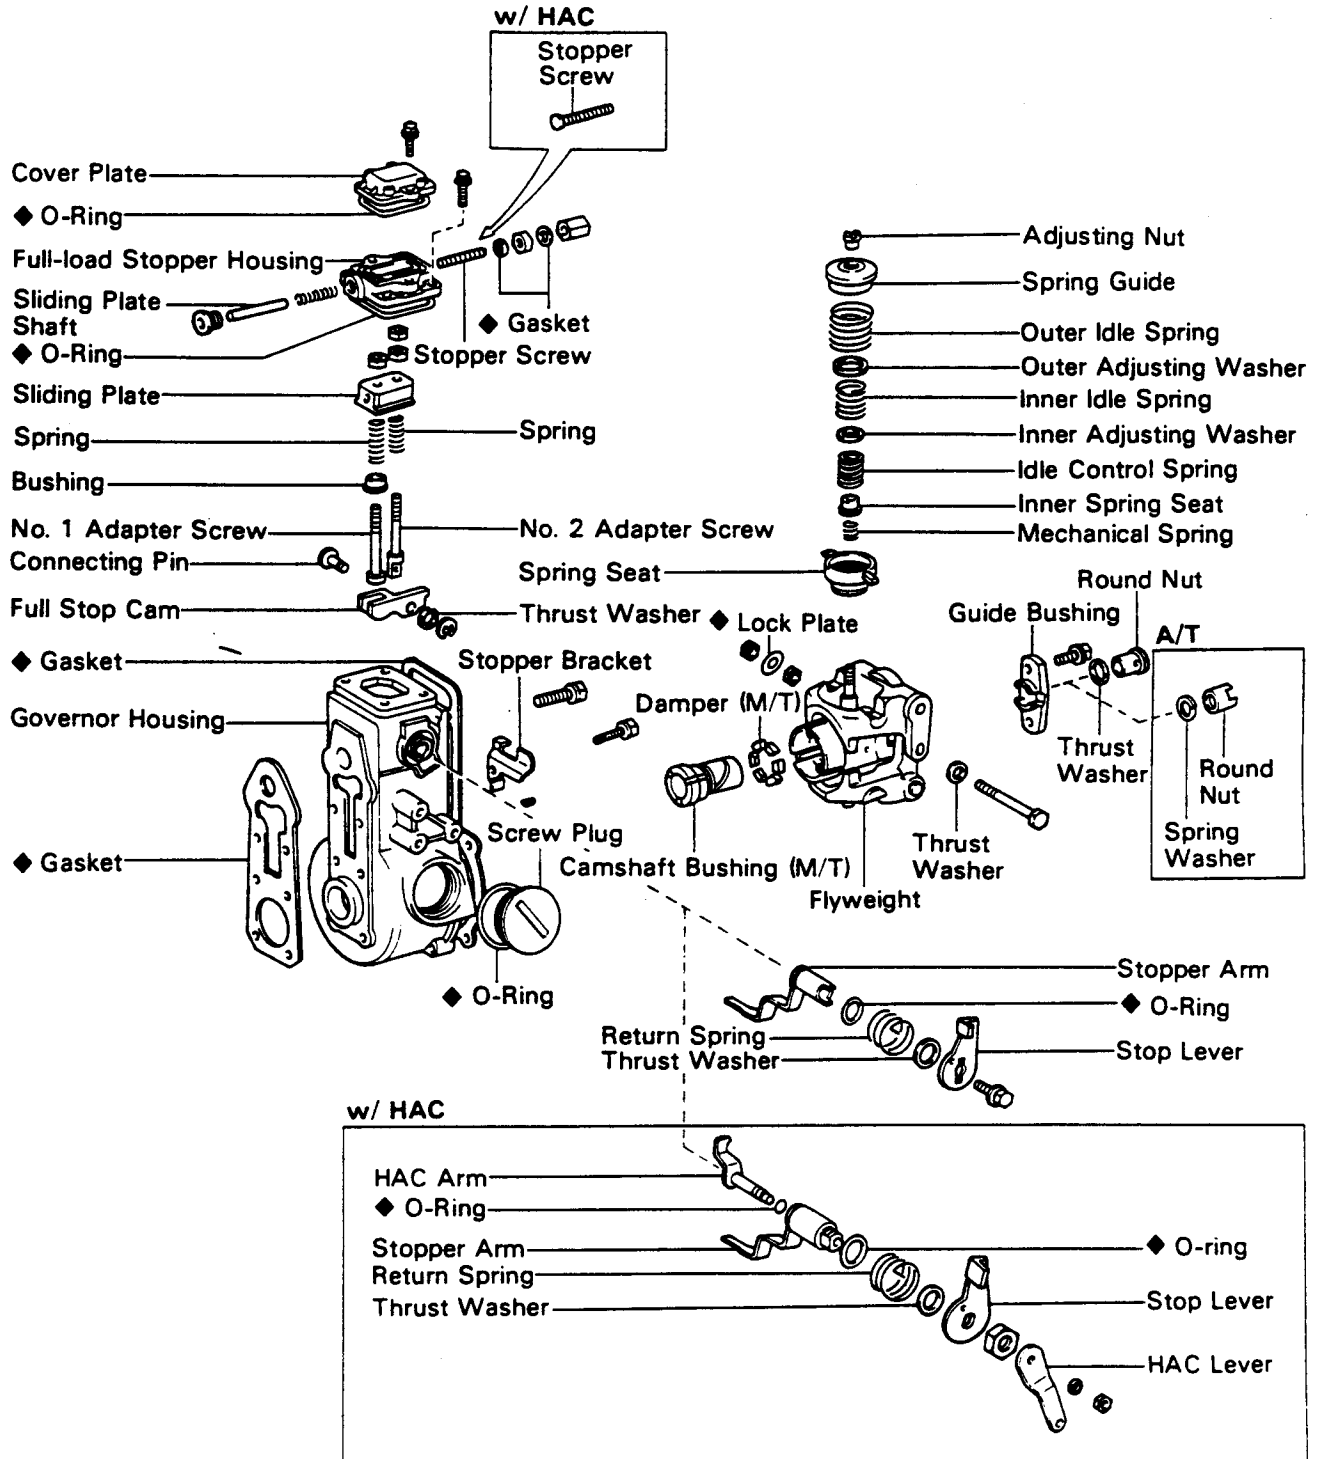 w/ HAC
Stopper
Screw
Cover Plate
◆ O-Ring
Full-load Stopper Housing
Sliding Plate
Shaft
◆ O-Ring
◆ Gasket
Stopper Screw
Sliding Plate
Spring
Spring
Bushing
No. 1 Adapter Screw
No. 2 Adapter Screw
Connecting Pin
Spring Seat
Full Stop Cam
Thrust Washer
◆ Gasket
Stopper Bracket
Governor Housing
◆ Gasket
Screw Plug
◆ O-Ring
Adjusting Nut
Spring Guide
Outer Idle Spring
Outer Adjusting Washer
Inner Idle Spring
Inner Adjusting Washer
Idle Control Spring
Inner Spring Seat
Mechanical Spring
Round Nut
Guide Bushing
◆ Lock Plate
A/T
Damper (M/T)
Thrust
Washer
Round
Nut
Spring
Washer
Thrust
Washer
Camshaft Bushing (M/T)
Flyweight
Stopper Arm
◆ O-Ring
Return Spring
Thrust Washer
Stop Lever
w/ HAC
HAC Arm
◆ O-Ring
Stopper Arm
◆ O-ring
Return Spring
Thrust Washer
Stop Lever
HAC Lever